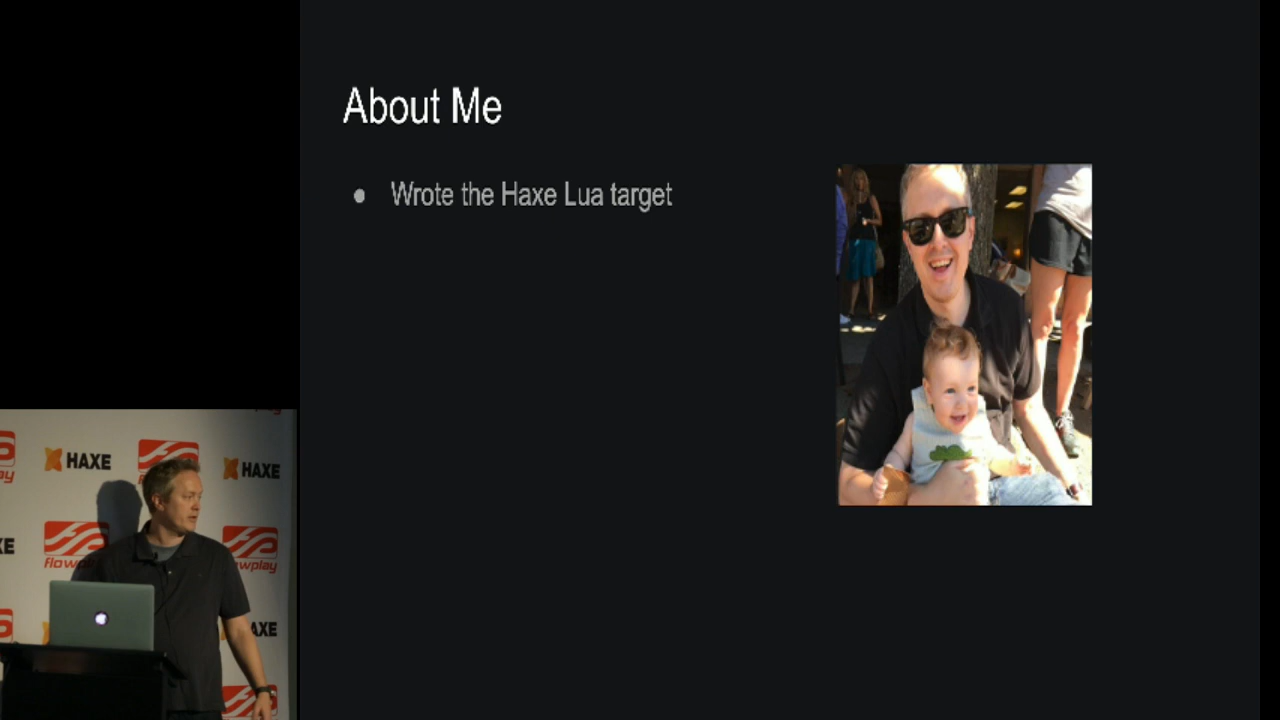 About Me
Wrote the Haxe Lua target
HAXE
HAXE
flowplay
HAXE